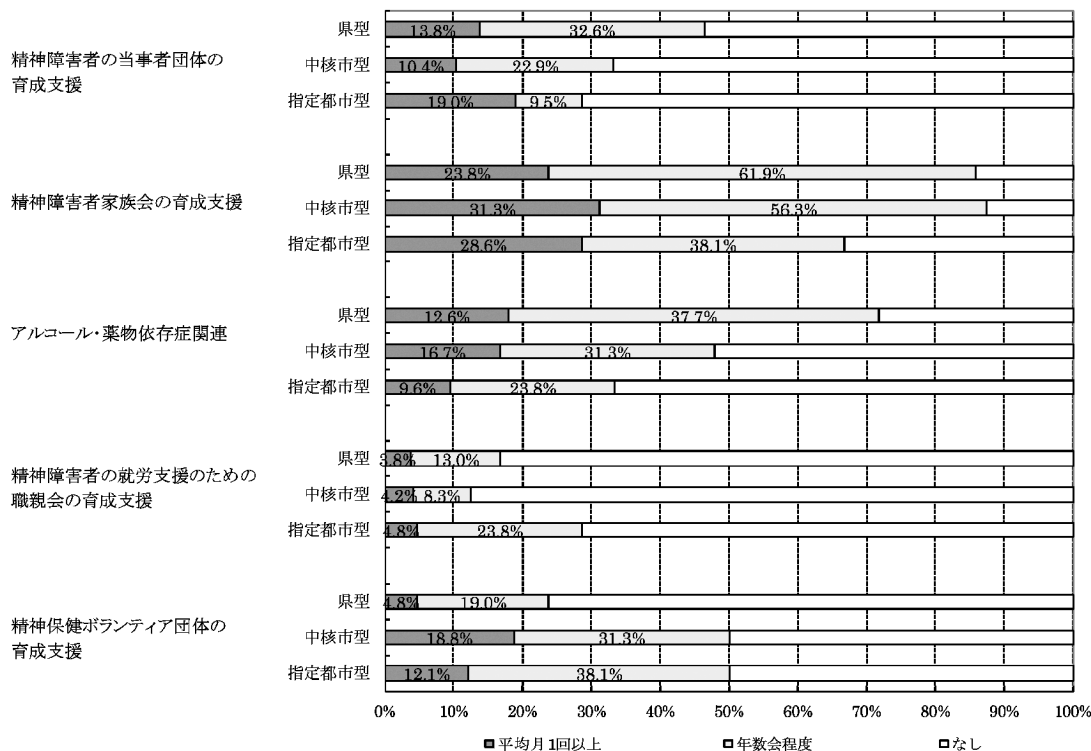 県型 13.8% 32.6%
精神障害者の当事者団体の
育成支援
中核市型 10.4% 22.9%
指定都市型 19.0% 9.5%
県型 23.8% 61.9%
精神障害者家族会の育成支援 中核市型 31.3% 56.3%
指定都市型 28.6% 38.1%
県型 12.6% 37.7%
アルコール・薬物依存症関連 中核市型 16.7% 31.3%
指定都市型 9.6% 23.8%
県型 3.8% 13.0%
精神障害者の就労支援のための
職親会の育成支援
中核市型 4.2% 8.3%
指定都市型 4.8% 23.8%
県型 4.8% 19.0%
精神保健ボランティア団体の
育成支援
中核市型 18.8% 31.3%
指定都市型 12.1% 38.1%
0% 10% 20% 30% 40% 50% 60% 70% 80% 90% 100%
平均月1回以上 年数会程度 なし